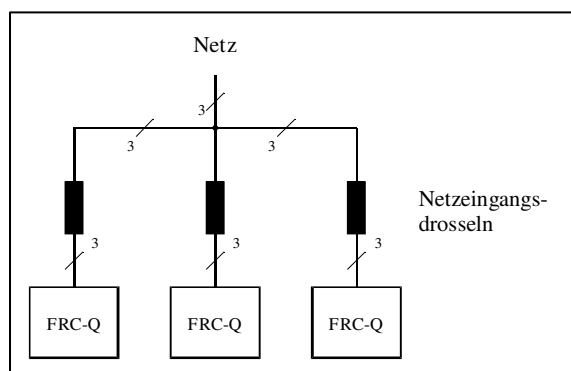 Netz
3
3
3
Netzeingangs-
drosseln
3
3
3
FRC-Q
FRC-Q
FRC-Q